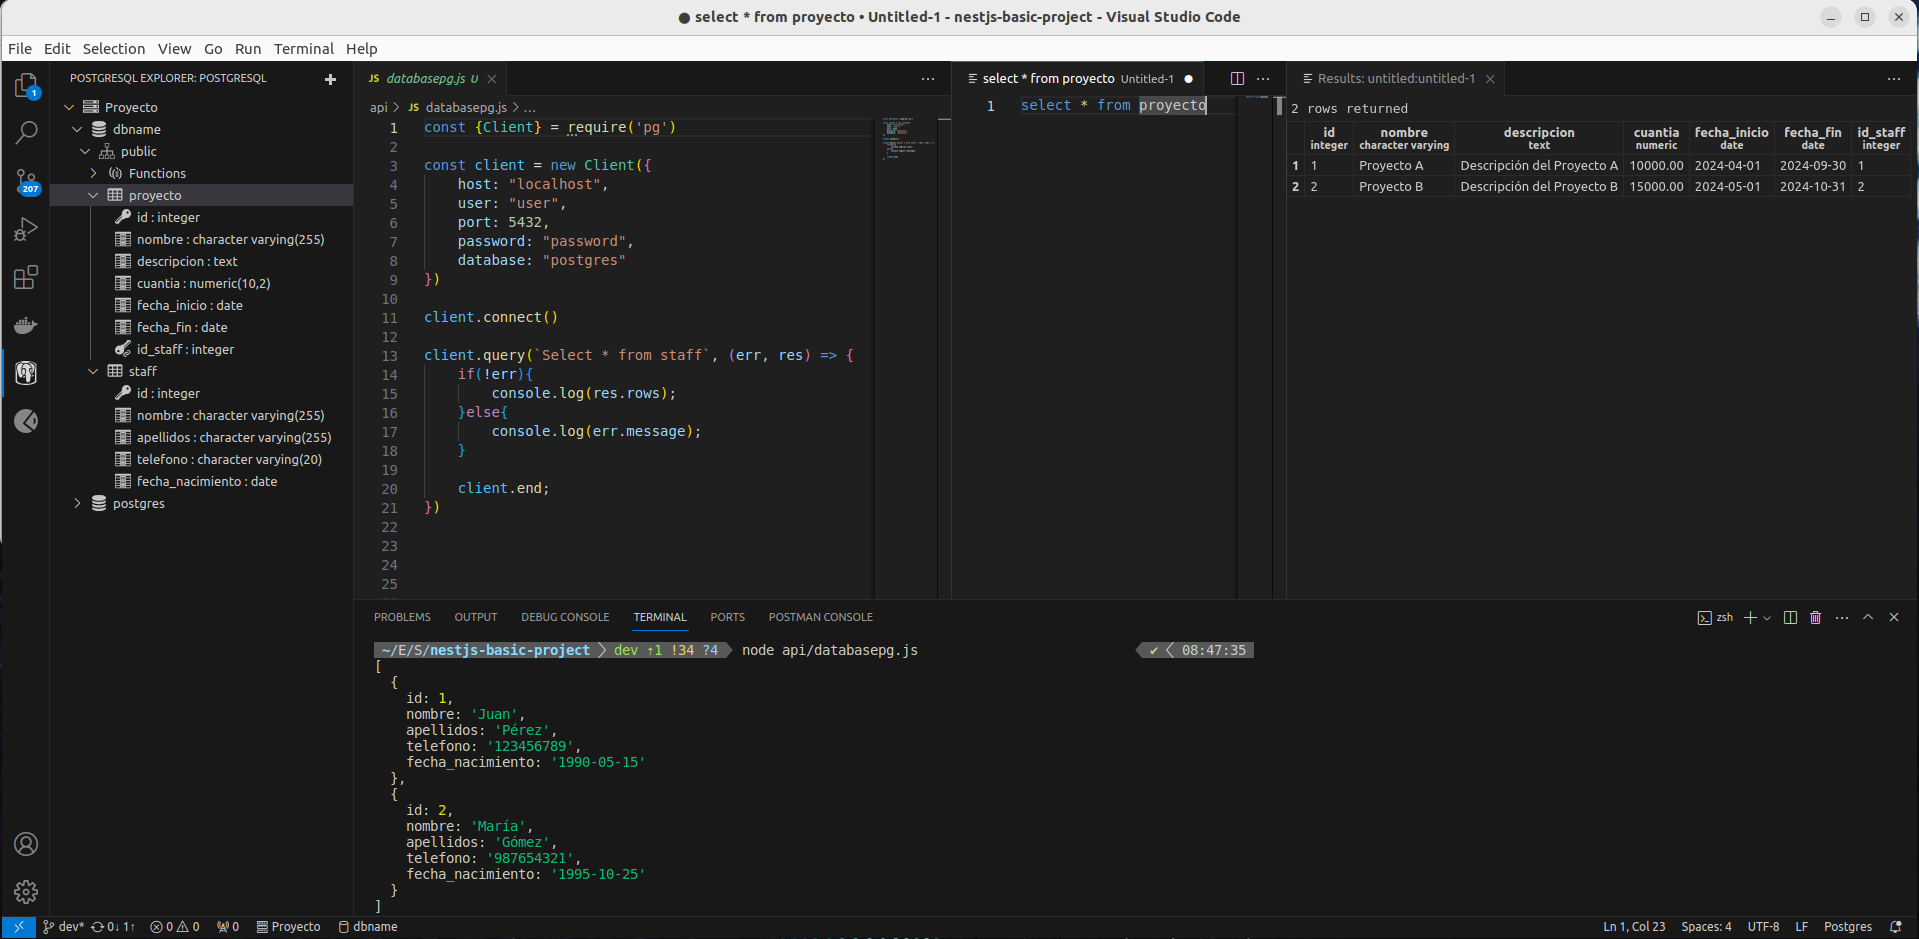 ● select * from proyecto • Untitled-1 - nestjs-basic-project - Visual Studio Code
File Edit Selection View Go Run Terminal Help
POSTGRESQL EXPLORER: POSTGRESQL
Proyecto
dbname
public
Functions
proyecto
id : integer
nombre : character varying(255)
descripcion : text
cuantia : numeric(10,2)
fecha_inicio : date
fecha_fin : date
id_staff : integer
staff
id : integer
nombre : character varying(255)
apellidos : character varying(255)
telefono : character varying(20)
fecha_nacimiento : date
postgres
1
207
JS databasepg.js U
api > JS databasepg.js > ...
1 const {Client} = require('pg')
2
3 const client = new Client({
4 host: "localhost",
5 user: "user",
6 port: 5432,
7 password: "password",
8 database: "postgres"
9 })
10
11 client.connect()
12
13 client.query(`Select * from staff`, (err, res) => {
14 if(!err){
15 console.log(res.rows);
16 }else{
17 console.log(err.message);
18 }
19
20 client.end;
21 })
22
23
24
25
select * from proyecto Untitled-1 ●
1 select * from proyecto
Results: untitled:untitled-1
2 rows returned
id nombre descripcion cuantia fecha_inicio fecha_fin id_staff
integer character varying text numeric date date integer
1 1 Proyecto A Descripción del Proyecto A 10000.00 2024-04-01 2024-09-30 1
2 2 Proyecto B Descripción del Proyecto B 15000.00 2024-05-01 2024-10-31 2
PROBLEMS OUTPUT DEBUG CONSOLE TERMINAL PORTS POSTMAN CONSOLE
zsh
~/E/S/nestjs-basic-project > dev ↑1 !34 ?4 node api/databasepg.js ✔ < 08:47:35
[
{
id: 1,
nombre: 'Juan',
apellidos: 'Pérez',
telefono: '123456789',
fecha_nacimiento: '1990-05-15'
},
{
id: 2,
nombre: 'María',
apellidos: 'Gómez',
telefono: '987654321',
fecha_nacimiento: '1995-10-25'
}
]
dev* 0↓ 1↑ 0 0 0 Proyecto dbname
Ln 1, Col 23 Spaces: 4 UTF-8 LF Postgres